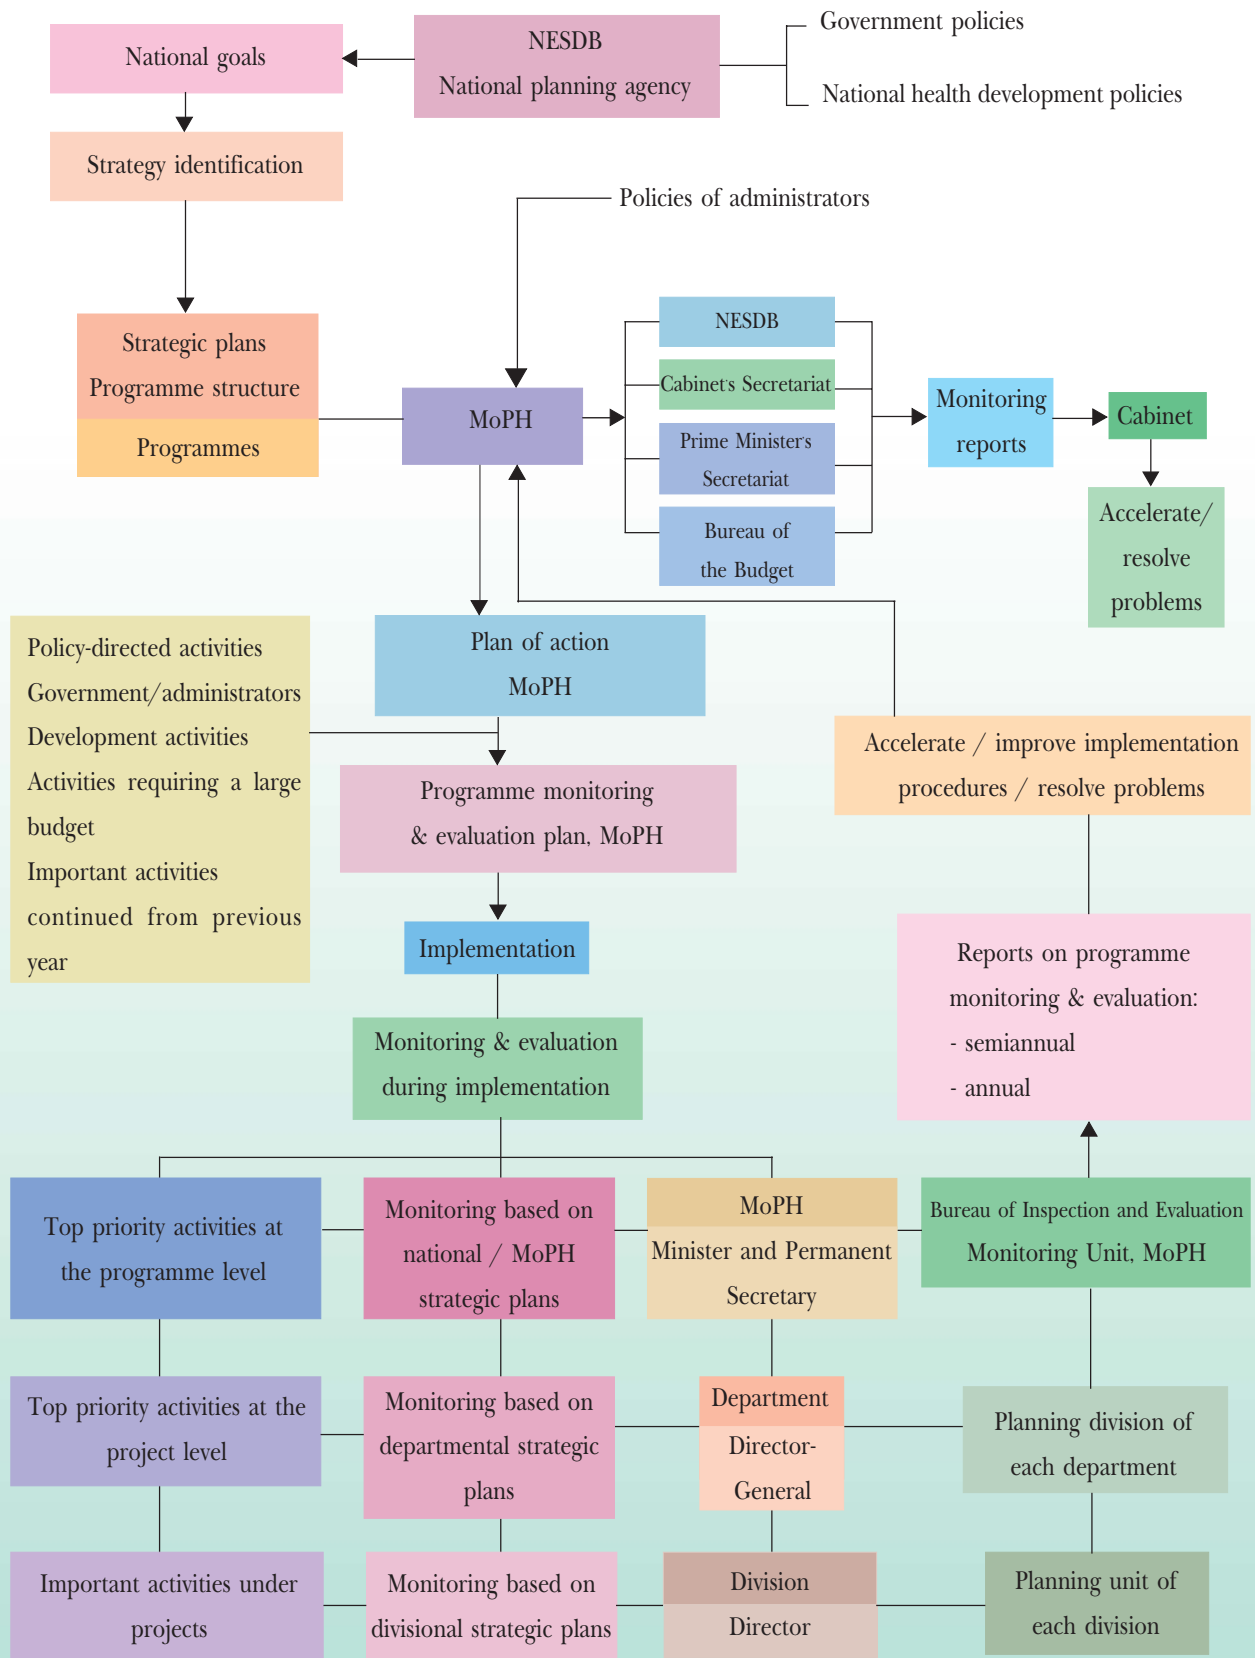 National goals
NESDB
National planning agency
Government policies
National health development policies
Strategy identification
Policies of administrators
Strategic plans
Programme structure
Programmes
MoPH
NESDB
Cabinet's Secretariat
Prime Minister's
Secretariat
Bureau of
the Budget
Monitoring
reports
Cabinet
Accelerate/
resolve
problems
Policy-directed activities
Government/administrators
Development activities
Activities requiring a large
budget
Important activities
continued from previous
year
Plan of action
MoPH
Programme monitoring
& evaluation plan, MoPH
Implementation
Monitoring & evaluation
during implementation
Accelerate / improve implementation
procedures / resolve problems
Reports on programme
monitoring & evaluation:
- semiannual
- annual
Top priority activities at
the programme level
Monitoring based on
national / MoPH
strategic plans
MoPH
Minister and Permanent
Secretary
Bureau of Inspection and Evaluation
Monitoring Unit, MoPH
Top priority activities at the
project level
Monitoring based on
departmental strategic
plans
Department
Director-
General
Planning division of
each department
Important activities under
projects
Monitoring based on
divisional strategic plans
Division
Director
Planning unit of
each division